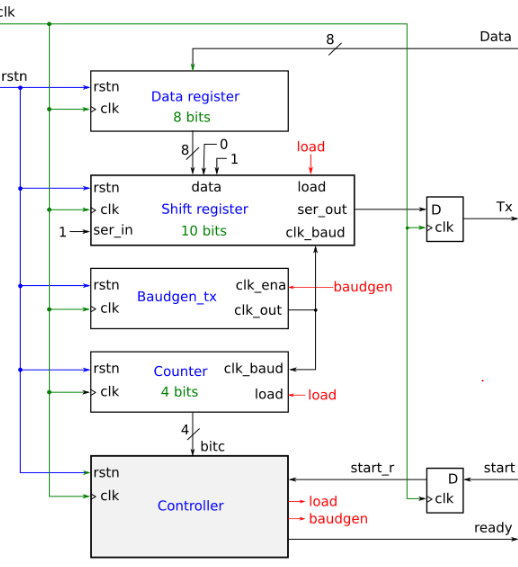 clk
8
Data
rstn
rstn
Data register
clk
8 bits
8
0
1
load
data
load
rstn
clk
Shift register
ser_out
1
ser_in
10 bits
clk_baud
D
clk
Tx
rstn
Baudgen_tx
clk_ena
baudgen
clk
clk_out
rstn
Counter
clk_baud
clk
4 bits
load
load
4
bitc
rstn
clk
Controller
load
baudgen
start_r
D
clk
start
ready